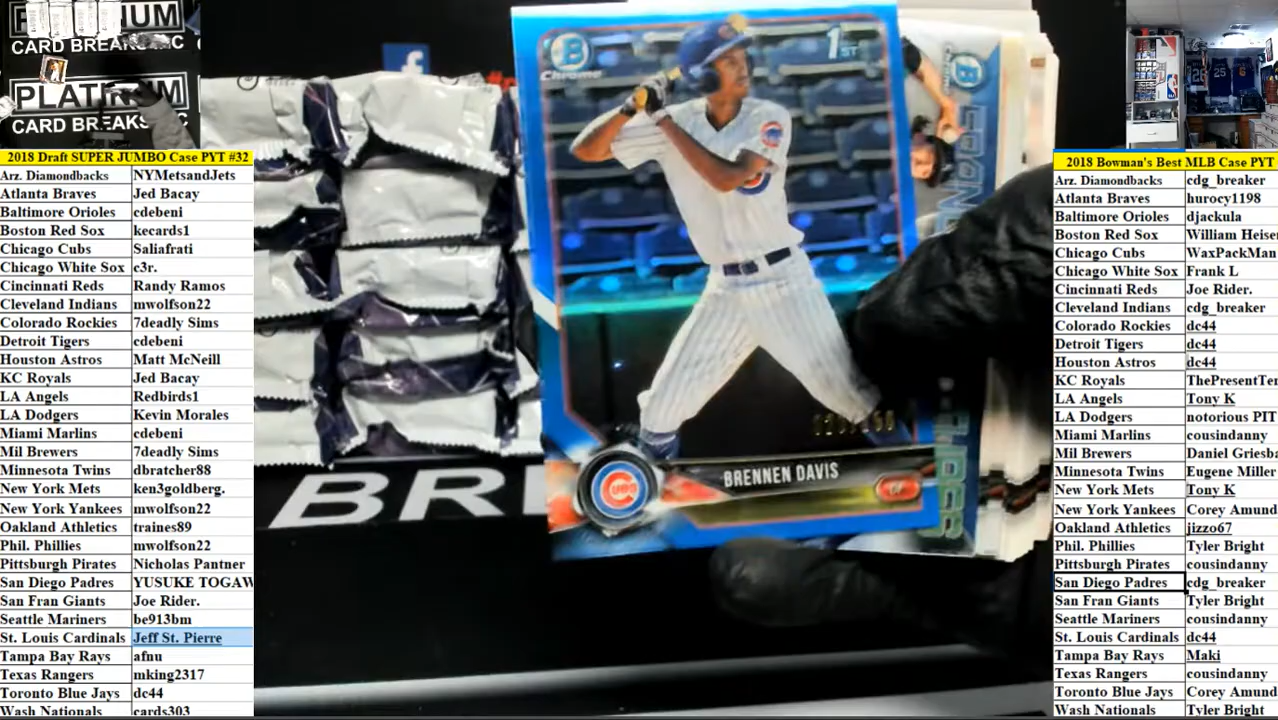 PLATINUM
CARD BREAKS
PLATINUM
CARD BREAKS
2018 Draft SUPER JUMBO Case PYT #32
Arz. Diamondbacks NYMetsandJets
Atlanta Braves Jed Bacay
Baltimore Orioles cdebeni
Boston Red Sox kecards1
Chicago Cubs Saliafrati
Chicago White Sox c3r.
Cincinnati Reds Randy Ramos
Cleveland Indians mwolfson22
Colorado Rockies 7deadly Sims
Detroit Tigers cdebeni
Houston Astros Matt McNeill
KC Royals Jed Bacay
LA Angels Redbirds1
LA Dodgers Kevin Morales
Miami Marlins cdebeni
Mil Brewers 7deadly Sims
Minnesota Twins dbratcher88
New York Mets ken3goldberg.
New York Yankees mwolfson22
Oakland Athletics traines89
Phil. Phillies mwolfson22
Pittsburgh Pirates Nicholas Pantner
San Diego Padres YUSUKE TOGAW
San Fran Giants Joe Rider.
Seattle Mariners be913bm
St. Louis Cardinals Jeff St. Pierre
Tampa Bay Rays afnu
Texas Rangers mking2317
Toronto Blue Jays dc44
Wash Nationals cards303
f
B
Chrome
1ST
CUBS
BRENNEN DAVIS
OF
BR
25
6
2018 Bowman's Best MLB Case PYT
Arz. Diamondbacks cdg_breaker
Atlanta Braves hurocy1198
Baltimore Orioles djackula
Boston Red Sox William Heise
Chicago Cubs WaxPackMan
Chicago White Sox Frank L
Cincinnati Reds Joe Rider.
Cleveland Indians cdg_breaker
Colorado Rockies dc44
Detroit Tigers dc44
Houston Astros dc44
KC Royals ThePresentTer
LA Angels Tony K
LA Dodgers notorious PIT
Miami Marlins cousindanny
Mil Brewers Daniel Griesba
Minnesota Twins Eugene Miller
New York Mets Tony K
New York Yankees Corey Amund
Oakland Athletics jizzo67
Phil. Phillies Tyler Bright
Pittsburgh Pirates cousindanny
San Diego Padres cdg_breaker
San Fran Giants Tyler Bright
Seattle Mariners cousindanny
St. Louis Cardinals dc44
Tampa Bay Rays Maki
Texas Rangers cousindanny
Toronto Blue Jays Corey Amund
Wash Nationals Tyler Bright